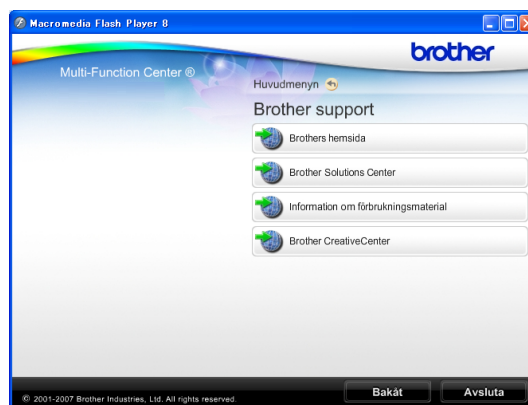 Macromedia Flash Player 8
brother
Multi-Function Center ®
Huvudmenyn
Brother support
Brothers hemsida
Brother Solutions Center
Information om förbrukningsmaterial
Brother CreativeCenter
© 2001-2007 Brother Industries, Ltd. All rights reserved.
Bakåt
Avsluta